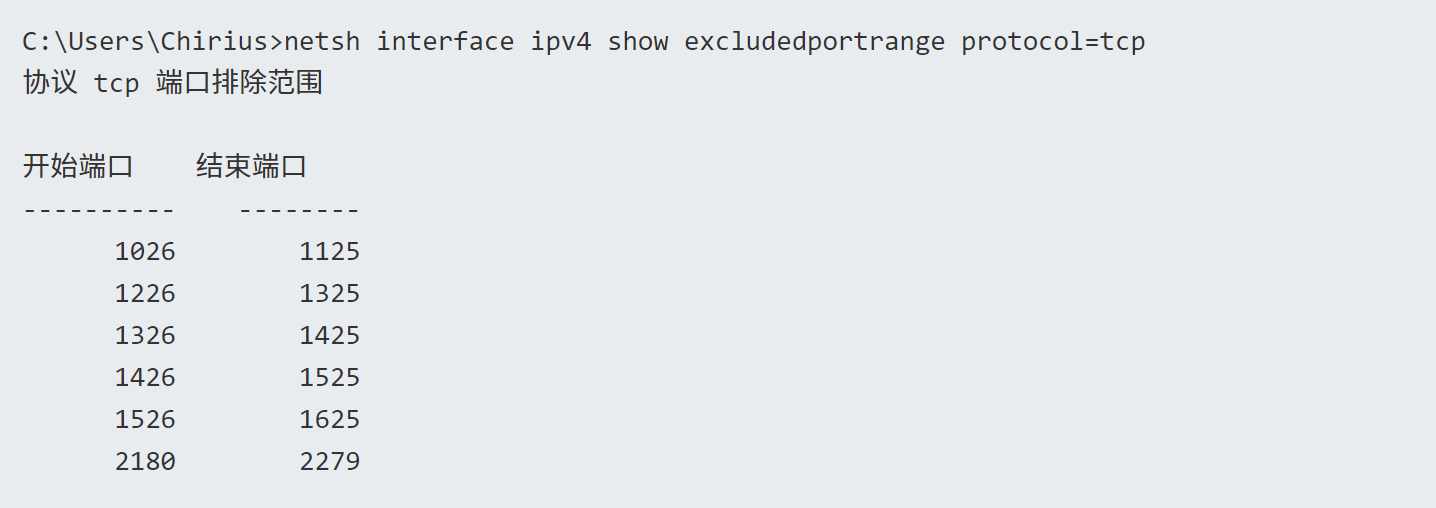 C:\Users\Chirius>netsh interface ipv4 show excludedportrange protocol=tcp
协议 tcp 端口排除范围
开始端口    结束端口
----------    --------
      1026        1125
      1226        1325
      1326        1425
      1426        1525
      1526        1625
      2180        2279